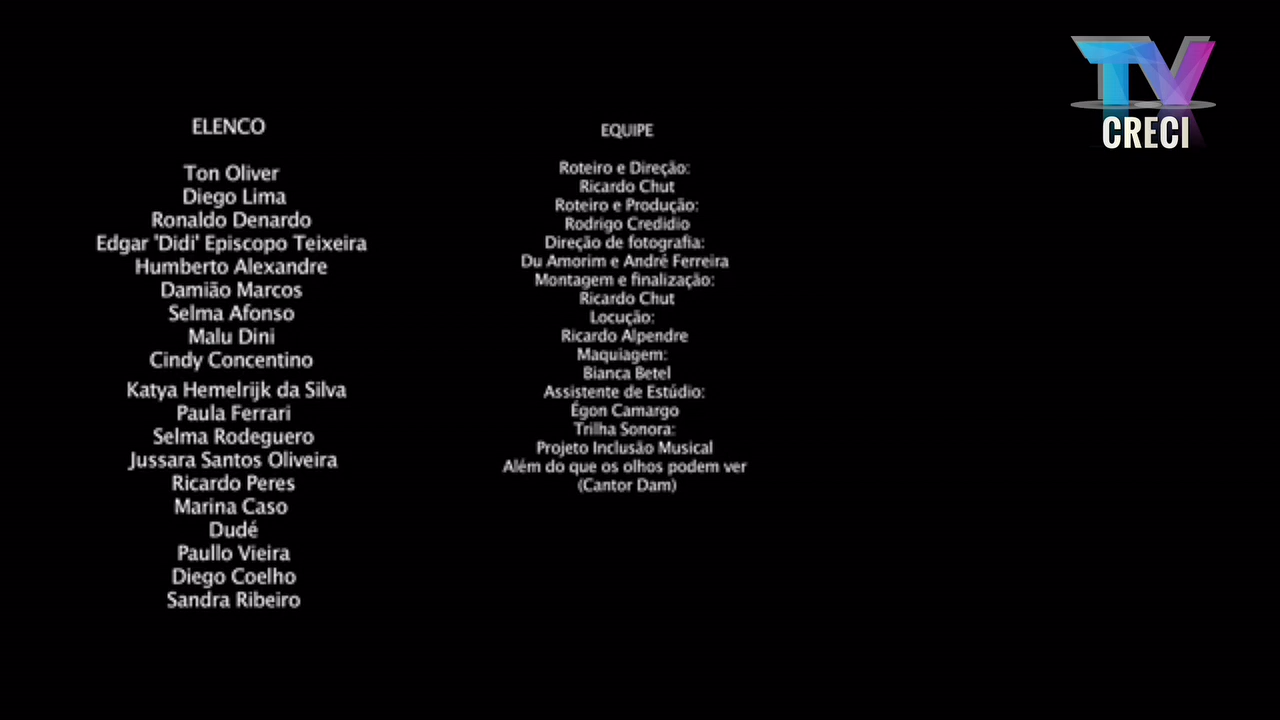 TV
CRECI
ELENCO
Ton Oliver
Diego Lima
Ronaldo Denardo
Edgar 'Didi' Episcopo Teixeira
Humberto Alexandre
Damião Marcos
Selma Afonso
Malu Dini
Cindy Concentino
Katya Hemelrijk da Silva
Paula Ferrari
Selma Rodeguero
Jussara Santos Oliveira
Ricardo Peres
Marina Caso
Dudé
Paullo Vieira
Diego Coelho
Sandra Ribeiro
EQUIPE
Roteiro e Direção:
Ricardo Chut
Roteiro e Produção:
Rodrigo Credidio
Direção de fotografia:
Du Amorim e André Ferreira
Montagem e finalização:
Ricardo Chut
Locução:
Ricardo Alpendre
Maquiagem:
Bianca Betel
Assistente de Estúdio:
Égon Camargo
Trilha Sonora:
Projeto Inclusão Musical
Além do que os olhos podem ver
(Cantor Dam)